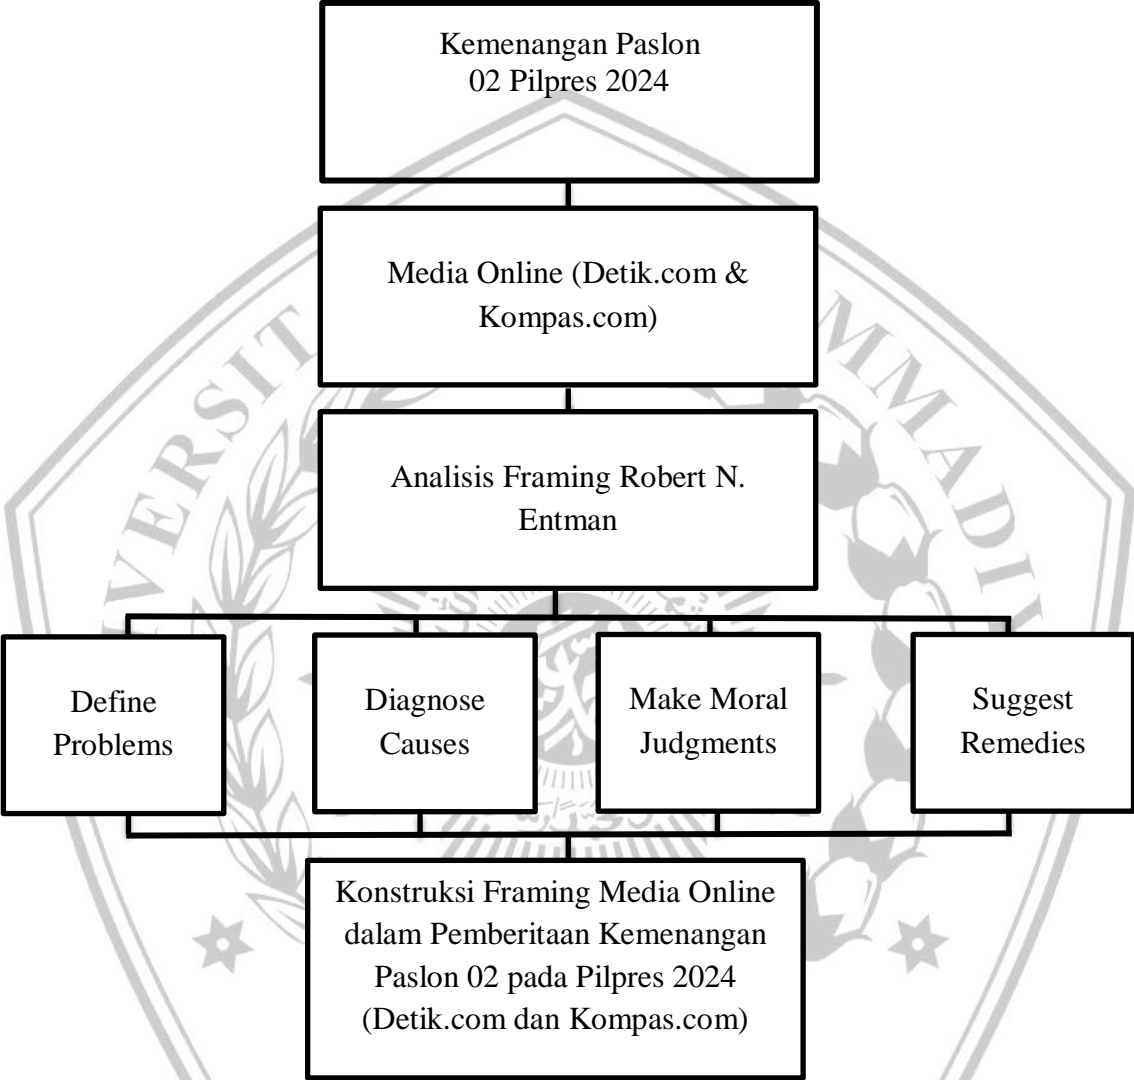 Kemenangan Paslon
02 Pilpres 2024
Media Online (Detik.com &
Kompas.com)
VERSIT
MMADI
Analisis Framing Robert N.
Entman
Define
Problems
Diagnose
Causes
Make Moral
Judgments
Suggest
Remedies
Konstruksi Framing Media Online
dalam Pemberitaan Kemenangan
Paslon 02 pada Pilpres 2024
(Detik.com dan Kompas.com)